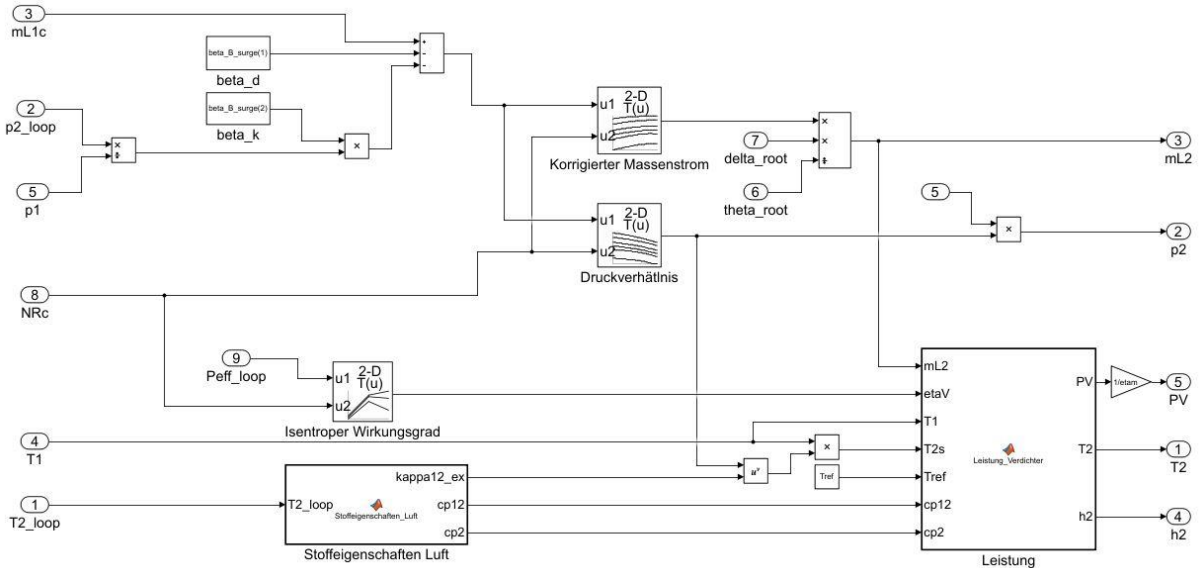 3
mL1c
beta_B_surge(1)
beta_d
2
p2_loop
beta_B_surge(2)
beta_k
×
÷
×
5
p1
+
-
-
2-D
T(u)
u1
u2
Korrigierter Massenstrom
7
delta_root
6
theta_root
×
×
÷
3
mL2
5
×
2
p2
2-D
T(u)
u1
u2
Druckverhätlnis
8
NRc
9
Peff_loop
2-D
T(u)
u1
u2
Isentroper Wirkungsgrad
4
T1
×
uv
Tref
1
T2_loop
T2_loop
Stoffeigenschaften_Luft
kappa12_ex
cp12
cp2
Stoffeigenschaften Luft
mL2
etaV
T1
T2s
Tref
cp12
cp2
Leistung_Verdichter
PV
T2
h2
Leistung
1/etam
5
PV
1
T2
4
h2